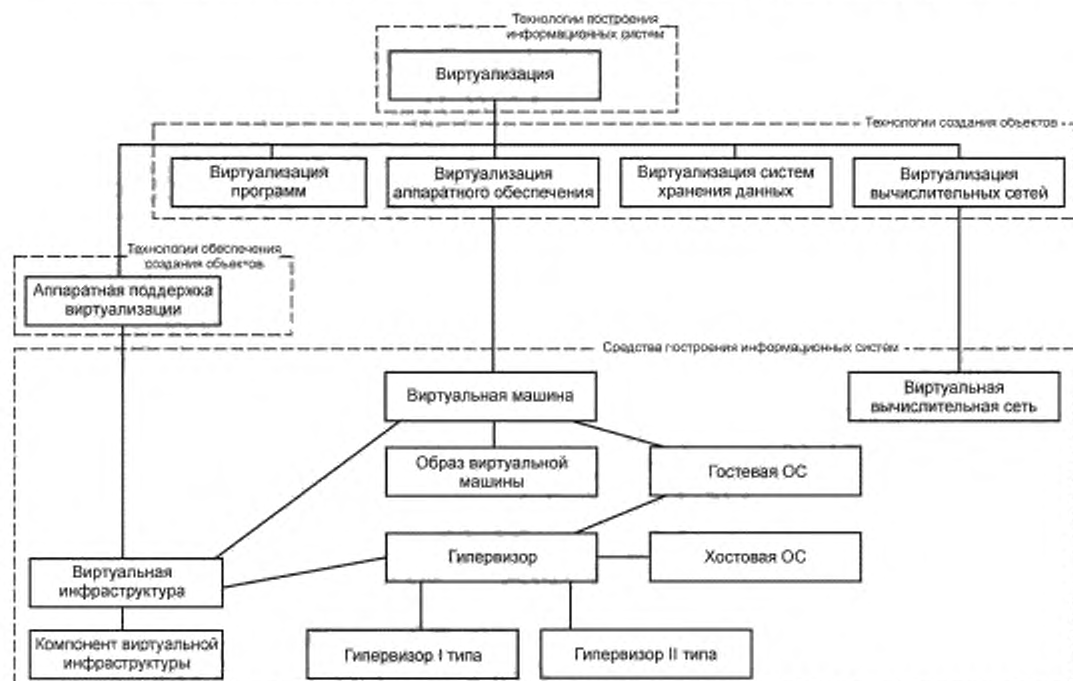 Технологии построения
информационных систем
Виртуализация
Технологии создания объектов
Виртуализация
программ
Виртуализация
аппаратного обеспечения
Виртуализация систем
хранения данных
Виртуализация
вычислительных сетей
Технологии обеспечения
создания объектов
Аппаратная поддержка
виртуализации
Средства построения информационных систем
Виртуальная машина
Виртуальная
вычислительная сеть
Образ виртуальной
машины
Гостевая ОС
Виртуальная
инфраструктура
Гипервизор
Хостовая ОС
Компонент виртуальной
инфраструктуры
Гипервизор I типа
Гипервизор II типа